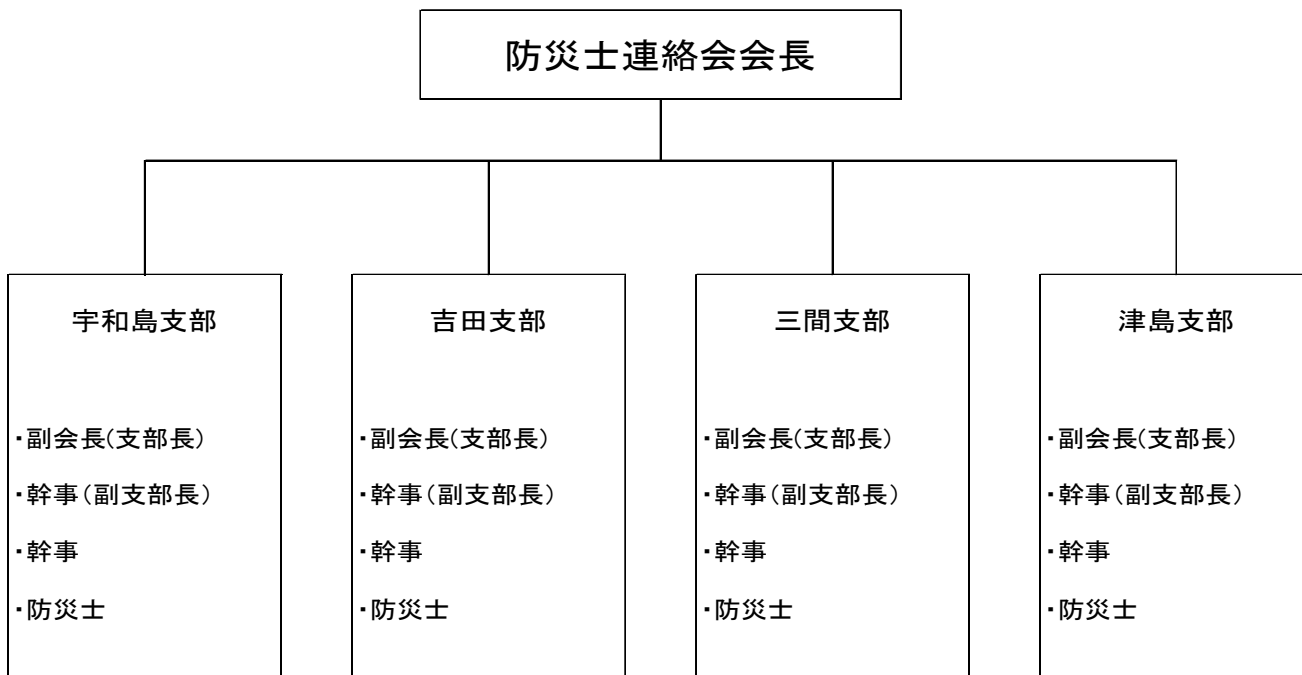 防災士連絡会会長
宇和島支部
・副会長(支部長)
・幹事(副支部長)
・幹事
・防災士
吉田支部
・副会長(支部長)
・幹事(副支部長)
・幹事
・防災士
三間支部
・副会長(支部長)
・幹事(副支部長)
・幹事
・防災士
津島支部
・副会長(支部長)
・幹事(副支部長)
・幹事
・防災士